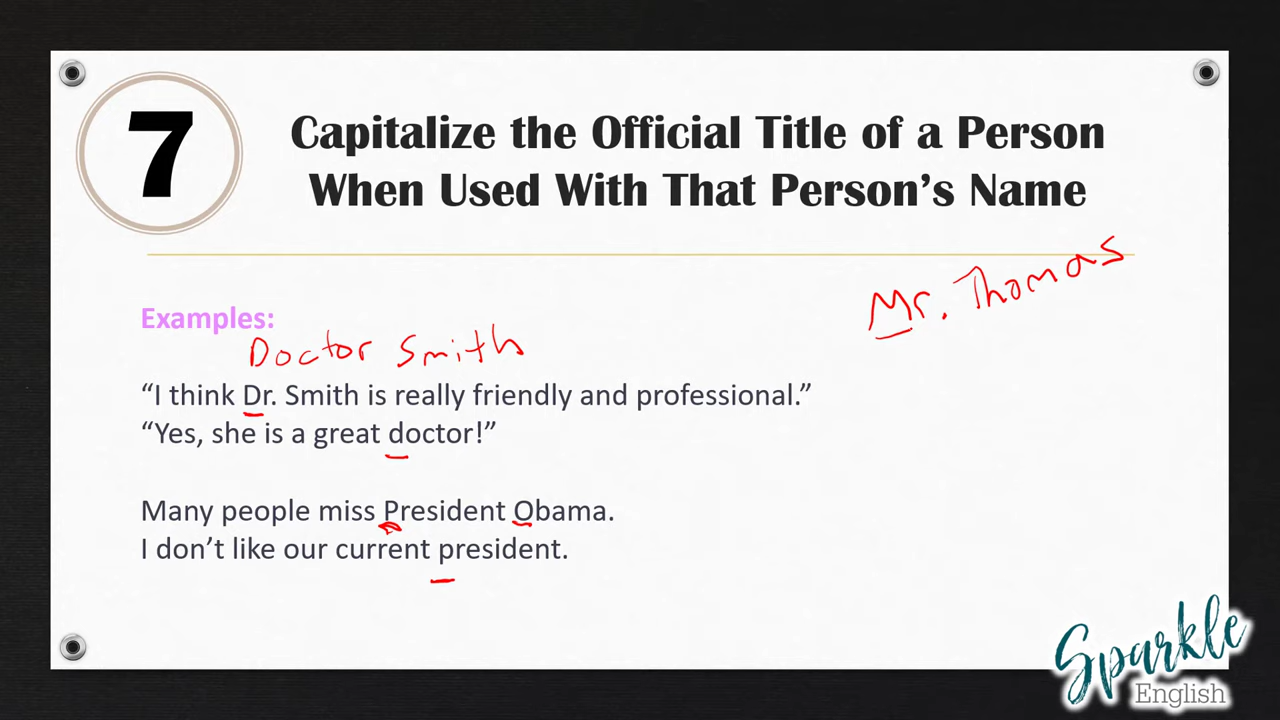 7
Capitalize the Official Title of a Person
When Used With That Person's Name
Mr. Thomas
Examples:
Doctor Smith
“I think Dr. Smith is really friendly and professional.”
“Yes, she is a great doctor!”
Many people miss President Obama.
I don’t like our current president.
Sparkle
English